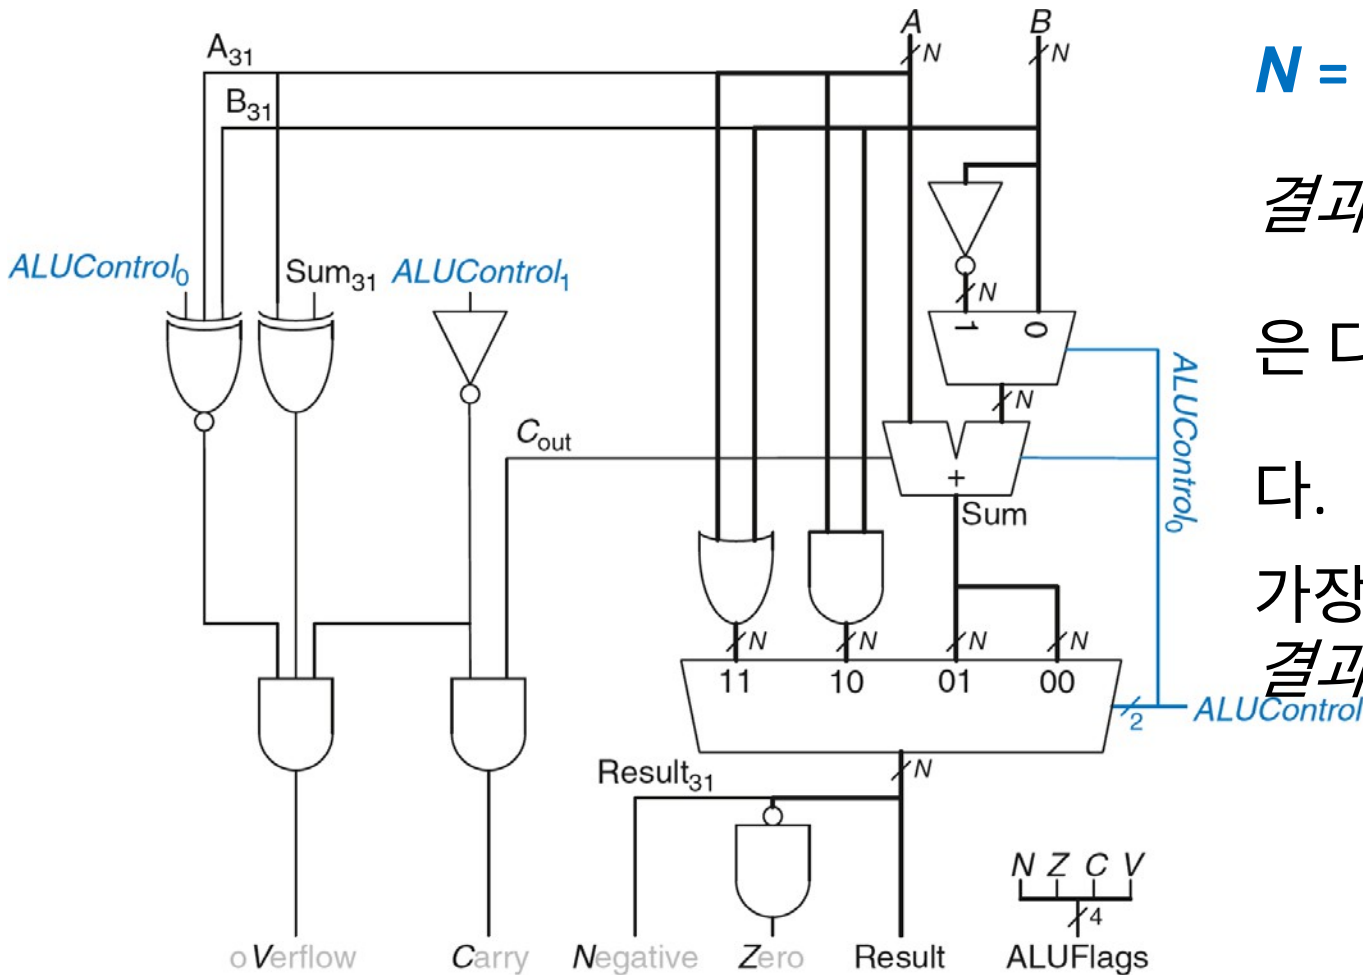 A B
N N
A31
B31
N =
결과
ALUControl0 Sum31 ALUControl1
N
1 0
은
N
ALUControl0
Cout
+
다.
Sum
가장
N N N N
결과
11 10 01 00
2 ALUControl
N
Result31
N Z C V
4
oVerflow Carry Negative Zero Result ALUFlags